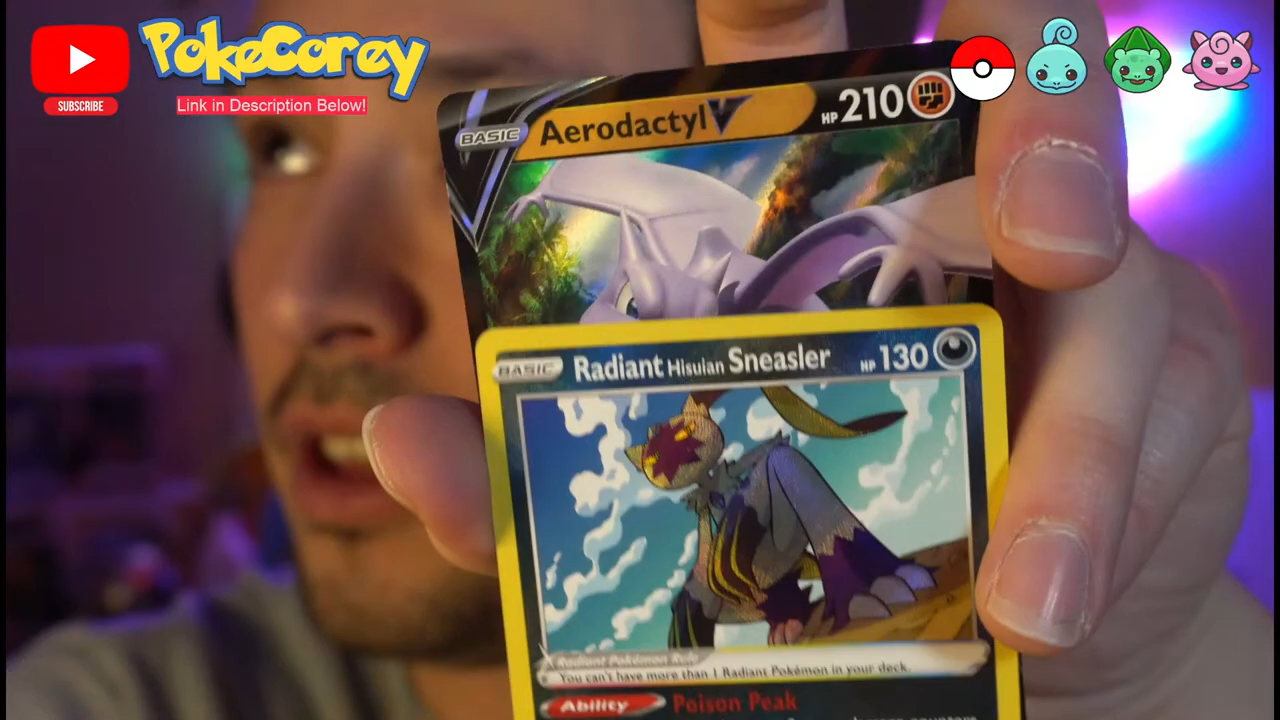 PokeCorey
SUBSCRIBE
Link in Description Below!
BASIC
Aerodactyl V
HP 210
BASIC
Radiant Hisuian Sneasler
HP 130
Radiant Pokémon Rule
You can't have more than 1 Radiant Pokémon in your deck.
Ability
Poison Peak